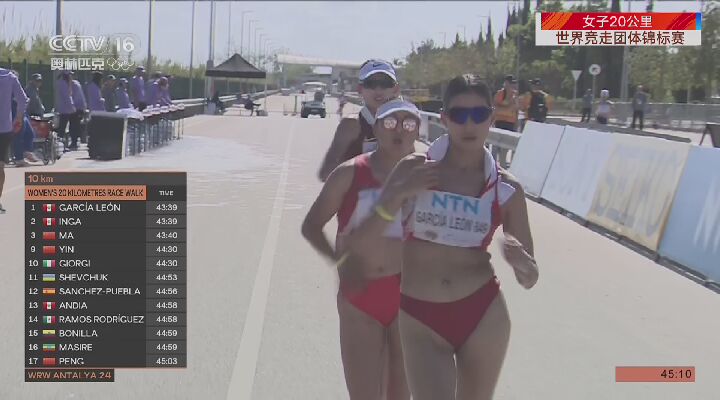 CCTV 16
奥林匹克
女子20公里
世界竞走团体锦标赛
SEIKO
NTN
GARCÍA LEÓN
10 km
WOMEN'S 20 KILOMETRES RACE WALK TIME
1 GARCÍA LEÓN 43:39
2 INGA 43:39
3 MA 43:40
9 YIN 44:30
10 GIORGI 44:30
11 SHEVCHUK 44:53
12 SANCHEZ-PUEBLA 44:56
13 ANDIA 44:58
14 RAMOS RODRÍGUEZ 44:58
15 BONILLA 44:59
16 MASIRE 44:59
17 PENG 45:03
WRW ANTALYA 24
45:10